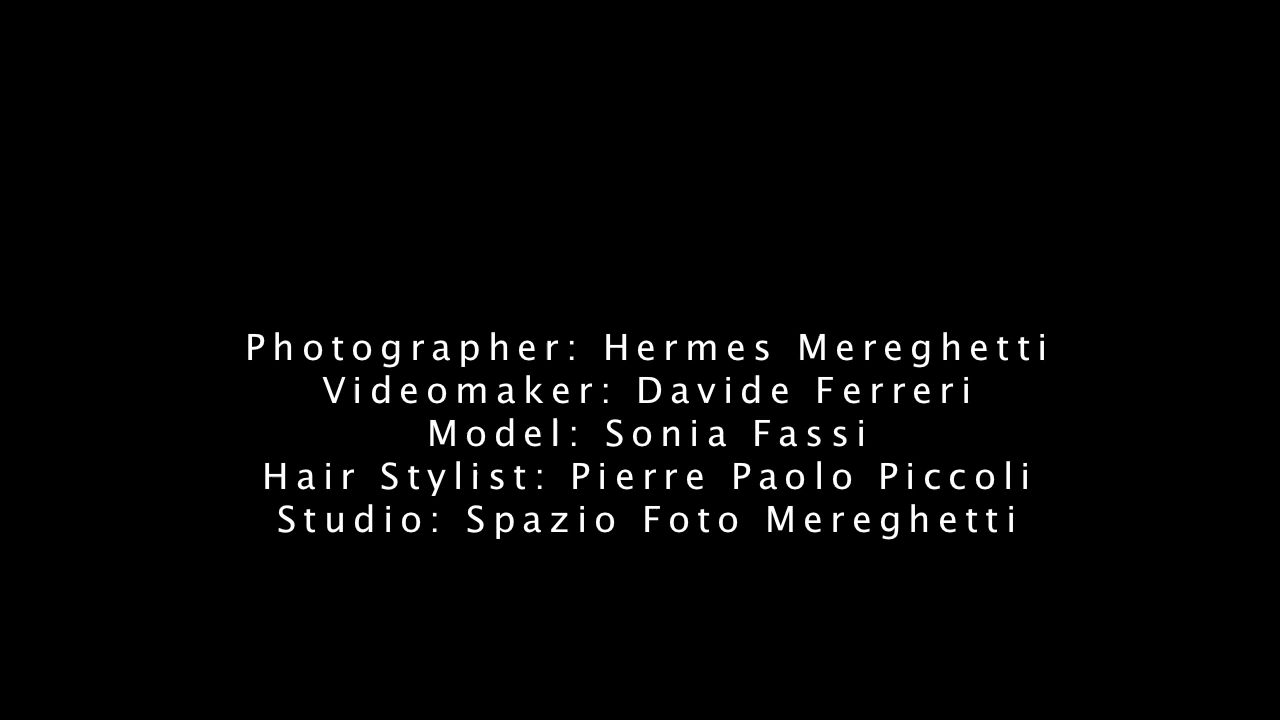 Photographer: Hermes Mereghetti
Videomaker: Davide Ferreri
Model: Sonia Fassi
Hair Stylist: Pierre Paolo Piccoli
Studio: Spazio Foto Mereghetti